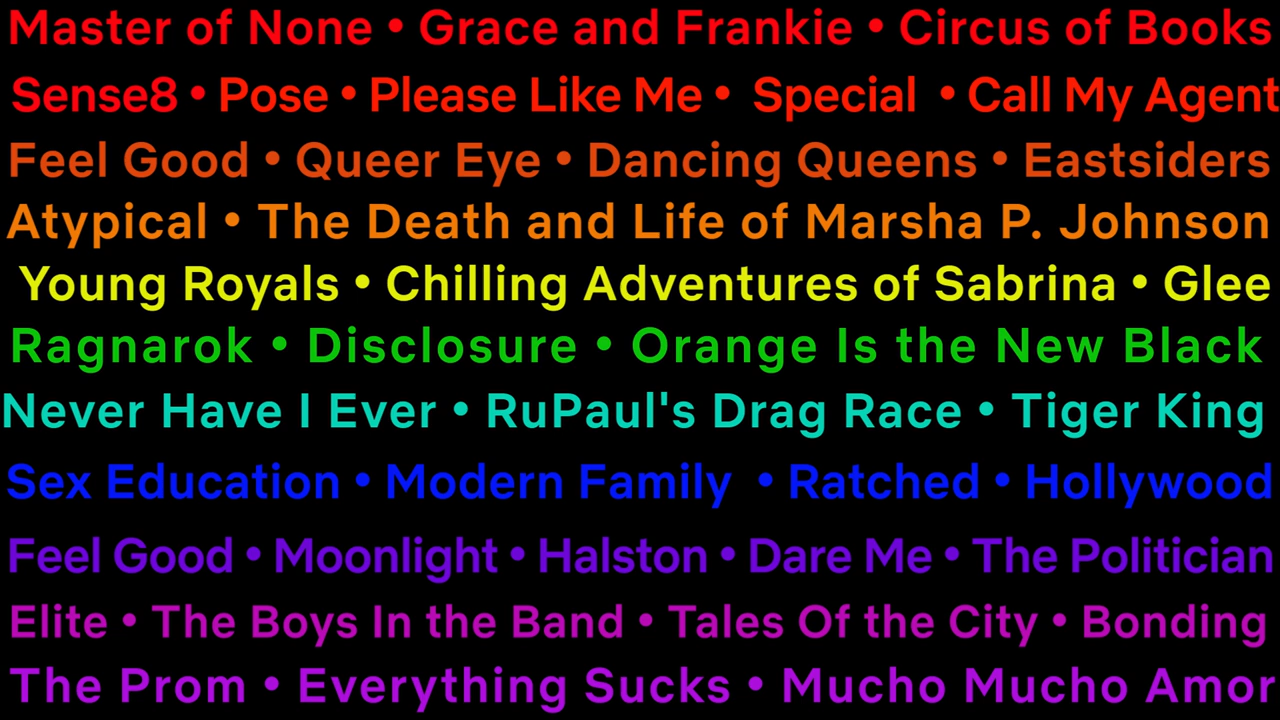 Master of None • Grace and Frankie • Circus of Books
Sense8 • Pose • Please Like Me • Special • Call My Agent
Feel Good • Queer Eye • Dancing Queens • Eastsiders
Atypical • The Death and Life of Marsha P. Johnson
Young Royals • Chilling Adventures of Sabrina • Glee
Ragnarok • Disclosure • Orange Is the New Black
Never Have I Ever • RuPaul's Drag Race • Tiger King
Sex Education • Modern Family • Ratched • Hollywood
Feel Good • Moonlight • Halston • Dare Me • The Politician
Elite • The Boys In the Band • Tales Of the City • Bonding
The Prom • Everything Sucks • Mucho Mucho Amor